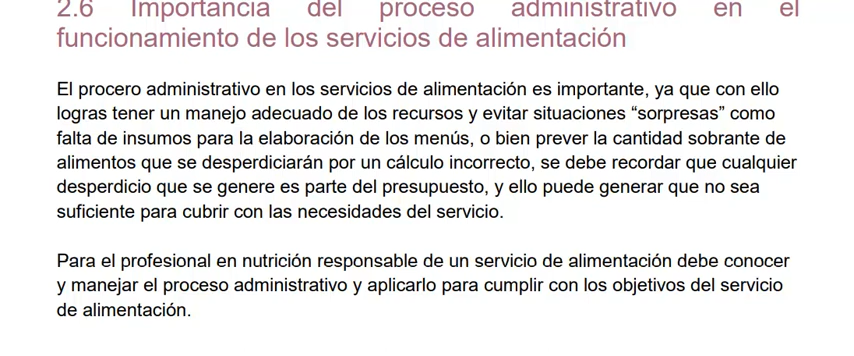 2.6 Importancia del proceso administrativo en el
funcionamiento de los servicios de alimentación
El procero administrativo en los servicios de alimentación es importante, ya que con ello
logras tener un manejo adecuado de los recursos y evitar situaciones “sorpresas” como
falta de insumos para la elaboración de los menús, o bien prever la cantidad sobrante de
alimentos que se desperdiciarán por un cálculo incorrecto, se debe recordar que cualquier
desperdicio que se genere es parte del presupuesto, y ello puede generar que no sea
suficiente para cubrir con las necesidades del servicio.
Para el profesional en nutrición responsable de un servicio de alimentación debe conocer
y manejar el proceso administrativo y aplicarlo para cumplir con los objetivos del servicio
de alimentación.